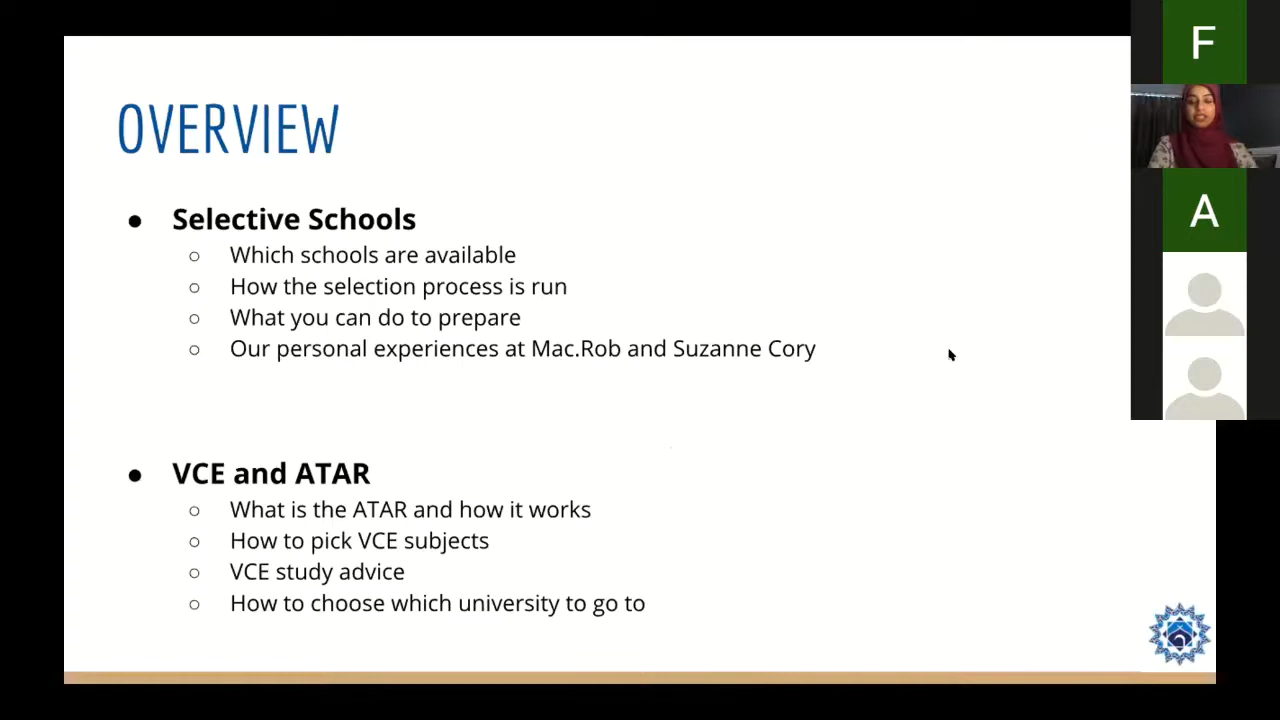 OVERVIEW
● Selective Schools
○ Which schools are available
○ How the selection process is run
○ What you can do to prepare
○ Our personal experiences at Mac.Rob and Suzanne Cory
● VCE and ATAR
○ What is the ATAR and how it works
○ How to pick VCE subjects
○ VCE study advice
○ How to choose which university to go to
F
A